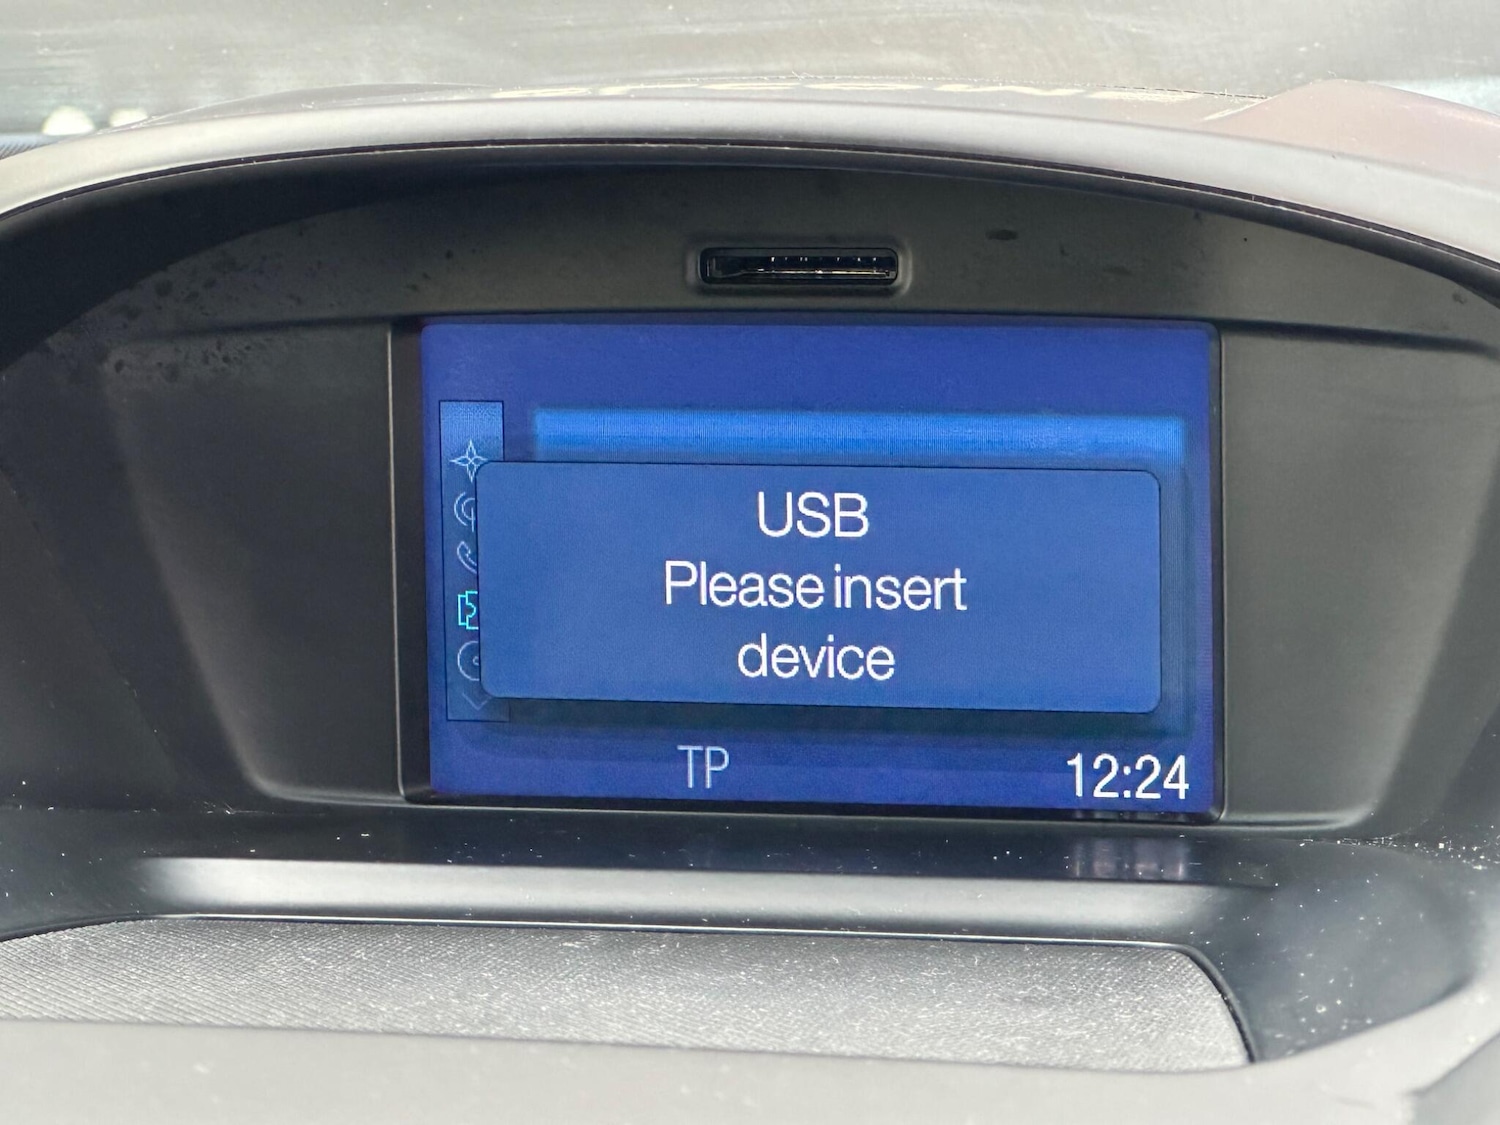 USB
Please insert
device
TP
12:24